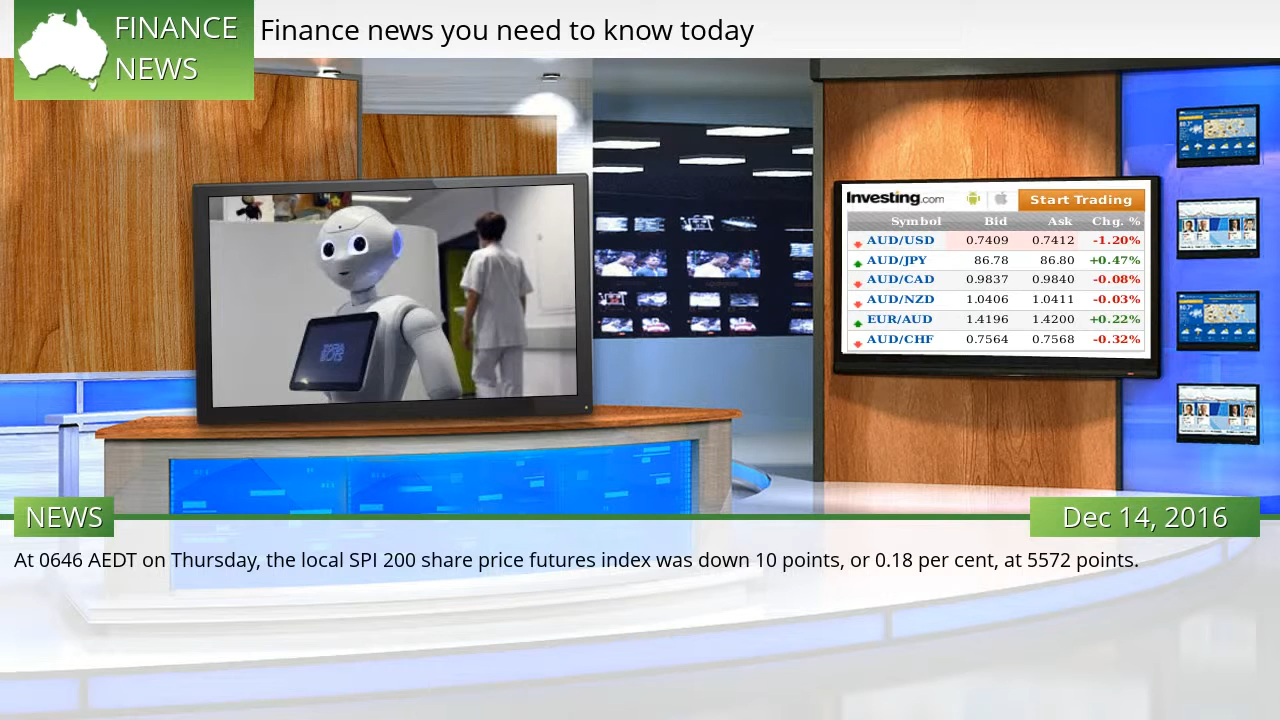 FINANCE
NEWS
Finance news you need to know today
Investing.com
Start Trading
Symbol Bid Ask Chg. %
AUD/USD 0.7409 0.7412 -1.20%
AUD/JPY 86.78 86.80 +0.47%
AUD/CAD 0.9837 0.9840 -0.08%
AUD/NZD 1.0406 1.0411 -0.03%
EUR/AUD 1.4196 1.4200 +0.22%
AUD/CHF 0.7564 0.7568 -0.32%
NEWS
Dec 14, 2016
At 0646 AEDT on Thursday, the local SPI 200 share price futures index was down 10 points, or 0.18 per cent, at 5572 points.